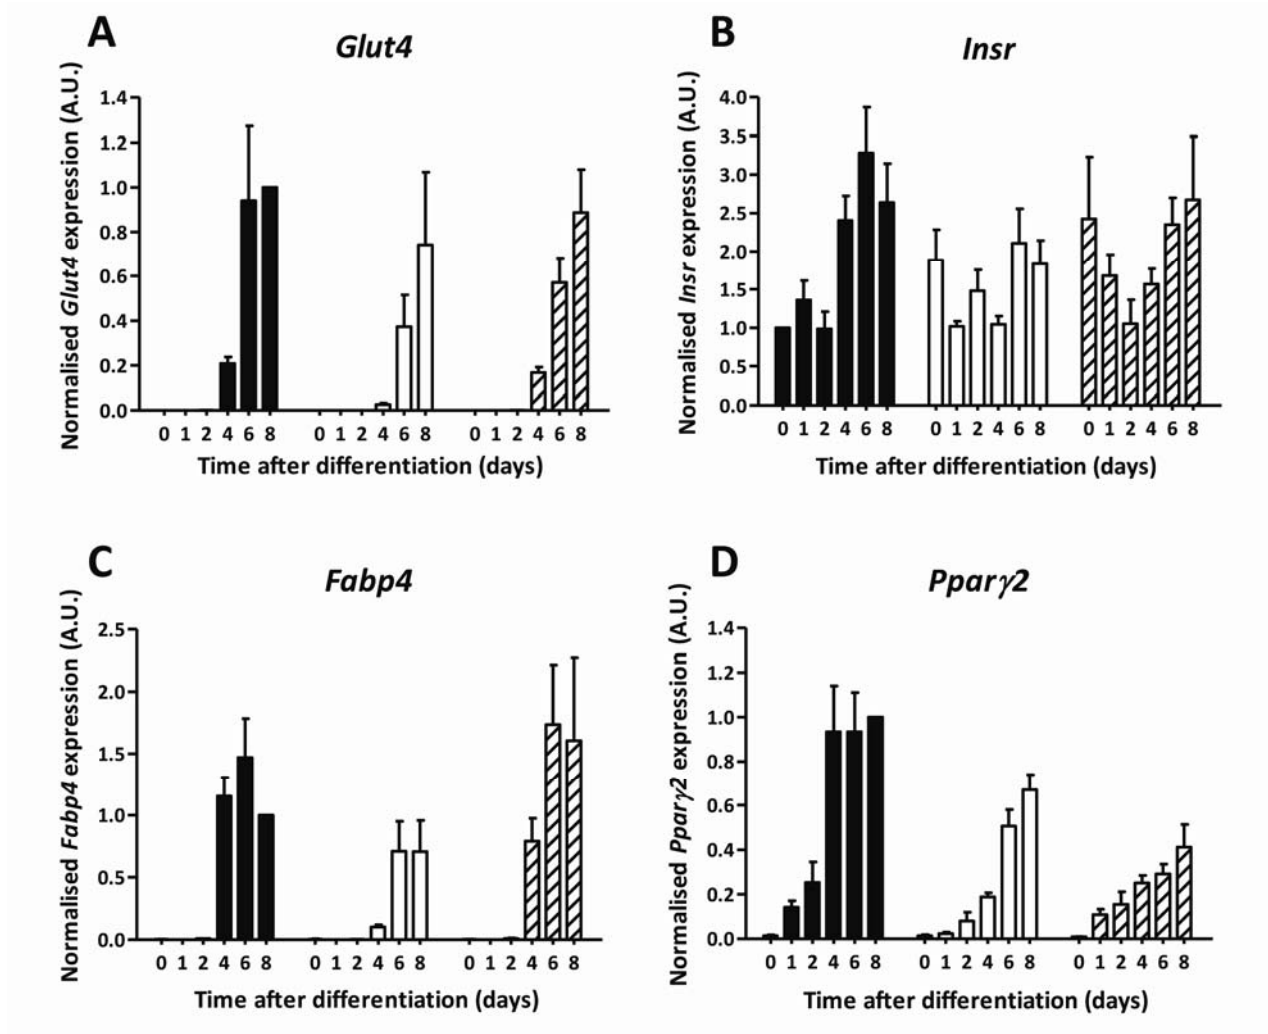 A
Glut4
Normalised Glut4 expression (A.U.)
1.4
1.2
1.0
0.8
0.6
0.4
0.2
0.0
0 1 2 4 6 8 0 1 2 4 6 8 0 1 2 4 6 8
Time after differentiation (days)
B
Insr
Normalised Insr expression (A.U.)
4.0
3.5
3.0
2.5
2.0
1.5
1.0
0.5
0.0
0 1 2 4 6 8 0 1 2 4 6 8 0 1 2 4 6 8
Time after differentiation (days)
C
Fabp4
Normalised Fabp4 expression (A.U.)
2.5
2.0
1.5
1.0
0.5
0.0
0 1 2 4 6 8 0 1 2 4 6 8 0 1 2 4 6 8
Time after differentiation (days)
D
Pparγ2
Normalised Pparγ2 expression (A.U.)
1.4
1.2
1.0
0.8
0.6
0.4
0.2
0.0
0 1 2 4 6 8 0 1 2 4 6 8 0 1 2 4 6 8
Time after differentiation (days)